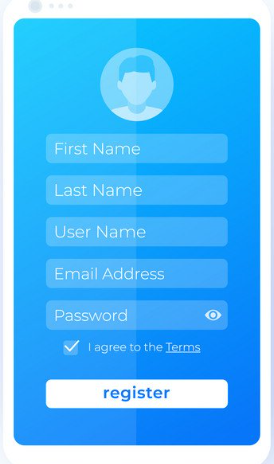 First Name
Last Name
User Name
Email Address
Password
I agree to the Terms
register